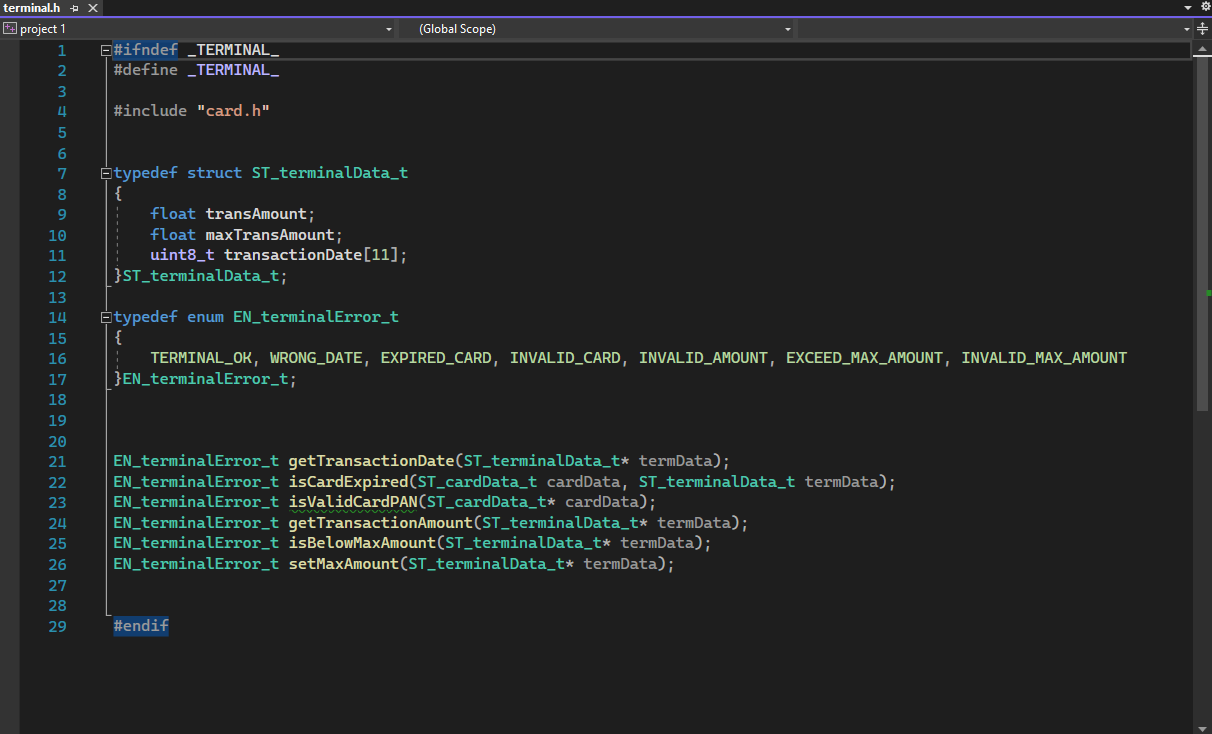 terminal.h
project 1 (Global Scope)
1 #ifndef _TERMINAL_
2 #define _TERMINAL_
3
4 #include "card.h"
5
6
7 typedef struct ST_terminalData_t
8 {
9 float transAmount;
10 float maxTransAmount;
11 uint8_t transactionDate[11];
12 }ST_terminalData_t;
13
14 typedef enum EN_terminalError_t
15 {
16 TERMINAL_OK, WRONG_DATE, EXPIRED_CARD, INVALID_CARD, INVALID_AMOUNT, EXCEED_MAX_AMOUNT, INVALID_MAX_AMOUNT
17 }EN_terminalError_t;
18
19
20
21 EN_terminalError_t getTransactionDate(ST_terminalData_t* termData);
22 EN_terminalError_t isCardExpired(ST_cardData_t cardData, ST_terminalData_t termData);
23 EN_terminalError_t isValidCardPAN(ST_cardData_t* cardData);
24 EN_terminalError_t getTransactionAmount(ST_terminalData_t* termData);
25 EN_terminalError_t isBelowMaxAmount(ST_terminalData_t* termData);
26 EN_terminalError_t setMaxAmount(ST_terminalData_t* termData);
27
28
29 #endif